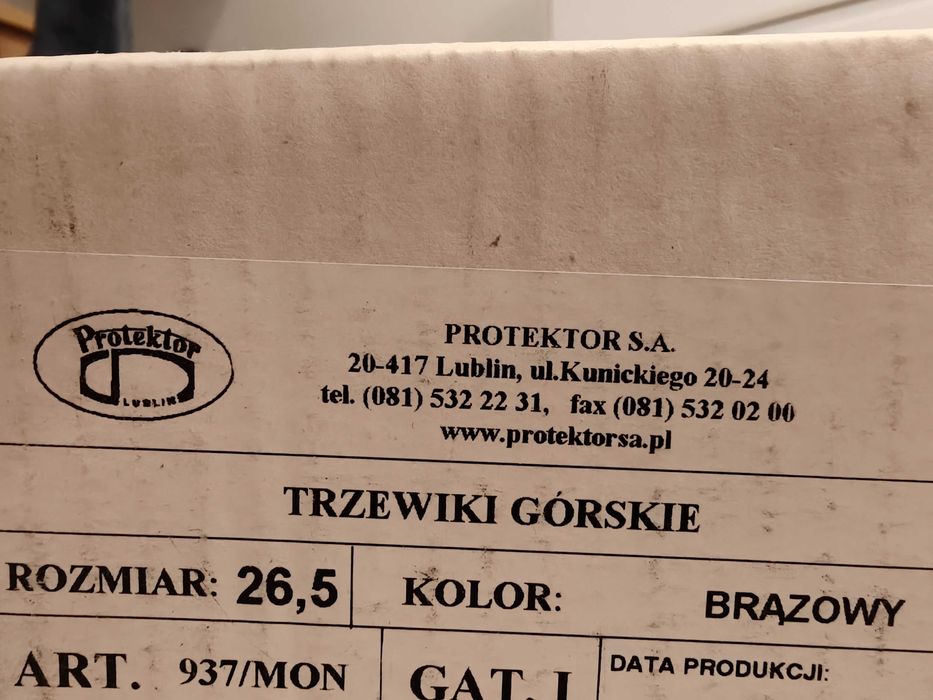 Protektor
LUBLIN
PROTEKTOR S.A.
20-417 Lublin, ul.Kunickiego 20-24
tel. (081) 532 22 31, fax (081) 532 02 00
www.protektorsa.pl
TRZEWIKI GÓRSKIE
ROZMIAR: 26,5 KOLOR: BRĄZOWY
ART. 937/MON GAT. I DATA PRODUKCJI: